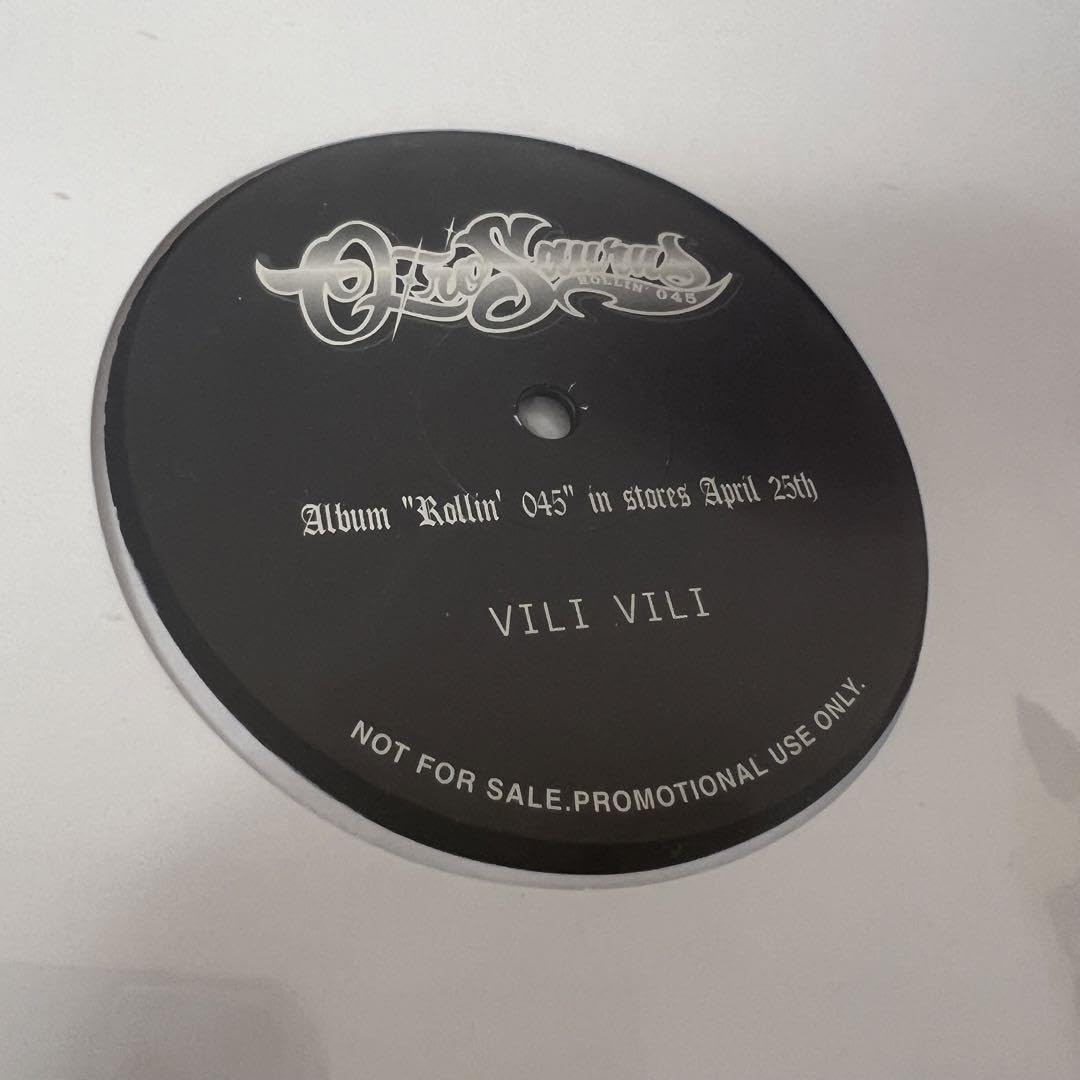 OzroSaurus
ROLLIN' 045
Album "Rollin' 045" in stores April 25th
VILI VILI
NOT FOR SALE.PROMOTIONAL USE ONLY.